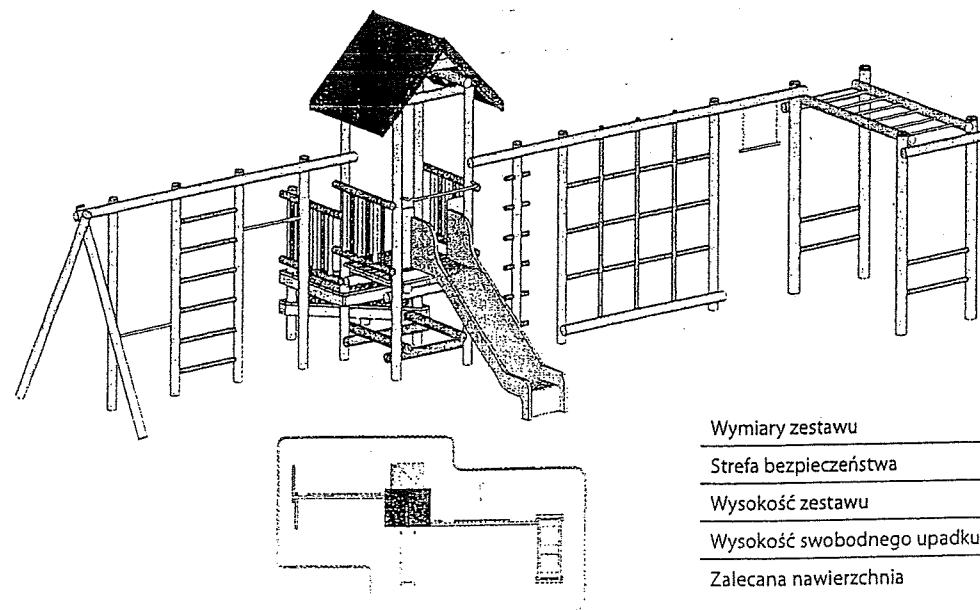 Wymiary zestawu
Strefa bezpieczeństwa
Wysokość zestawu
Wysokość swobodnego upadku
Zalecana nawierzchnia